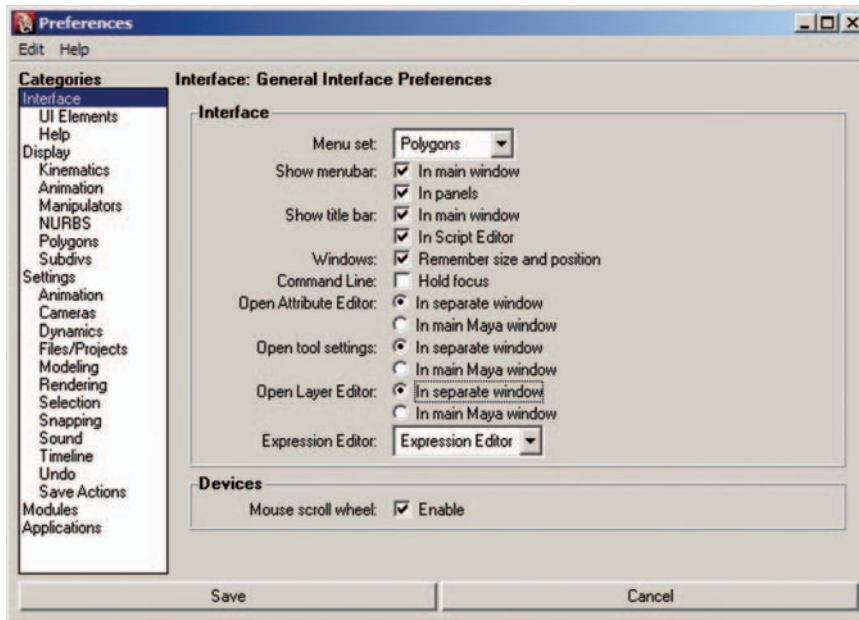 Preferences
Edit Help
Categories
Interface
UI Elements
Help
Display
Kinematics
Animation
Manipulators
NURBS
Polygons
Subdivs
Settings
Animation
Cameras
Dynamics
Files/Projects
Modeling
Rendering
Selection
Snapping
Sound
Timeline
Undo
Save Actions
Modules
Applications
Interface: General Interface Preferences
Interface
Menu set: Polygons
Show menubar: In main window
In panels
Show title bar: In main window
In Script Editor
Windows: Remember size and position
Command Line: Hold focus
Open Attribute Editor: In separate window
In main Maya window
Open tool settings: In separate window
In main Maya window
Open Layer Editor: In separate window
In main Maya window
Expression Editor: Expression Editor
Devices
Mouse scroll wheel: Enable
Save Cancel